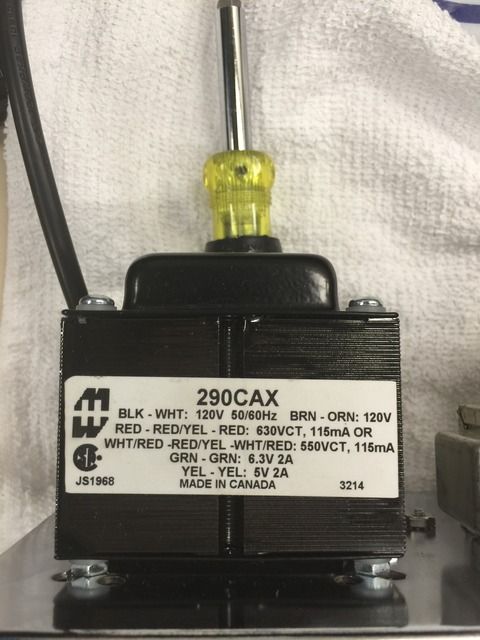 290CAX
BLK - WHT: 120V 50/60Hz BRN - ORN: 120V
RED - RED/YEL - RED: 630VCT, 115mA OR
WHT/RED -RED/YEL -WHT/RED: 550VCT, 115mA
GRN - GRN: 6.3V 2A
YEL - YEL: 5V 2A
JS1968 MADE IN CANADA 3214